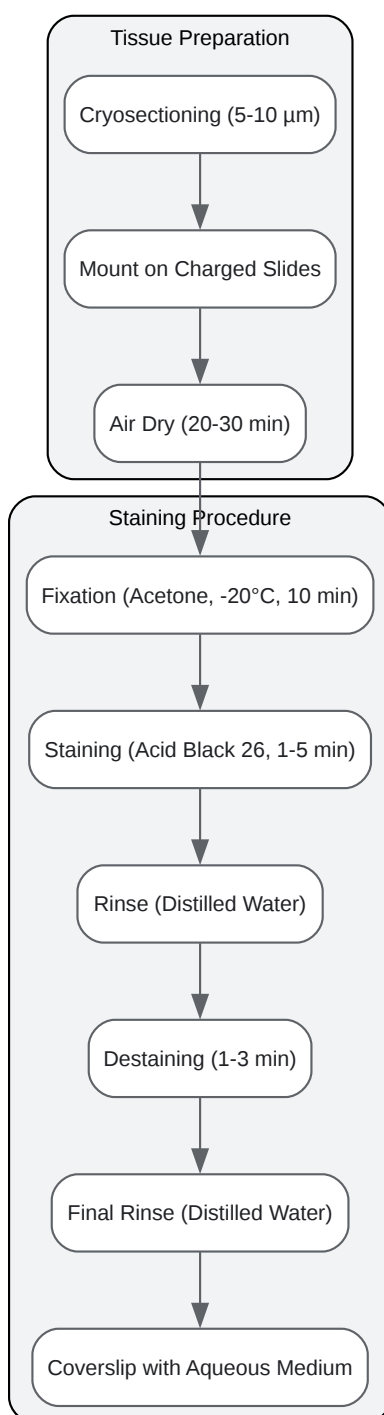 Tissue Preparation
Cryosectioning (5-10 µm)
Mount on Charged Slides
Air Dry (20-30 min)
Staining Procedure
Fixation (Acetone, -20°C, 10 min)
Staining (Acid Black 26, 1-5 min)
Rinse (Distilled Water)
Destaining (1-3 min)
Final Rinse (Distilled Water)
Coverslip with Aqueous Medium